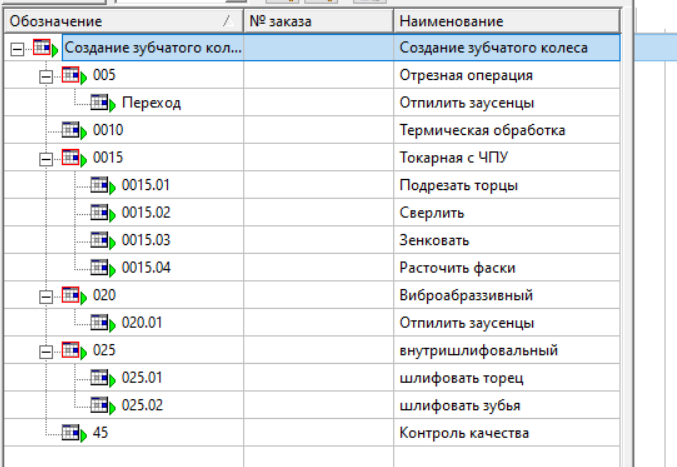 Обозначение / № заказа Наименование
Создание зубчатого кол... Создание зубчатого колеса
005 Отрезная операция
Переход Отпилить заусенцы
0010 Термическая обработка
0015 Токарная с ЧПУ
0015.01 Подрезать торцы
0015.02 Сверлить
0015.03 Зенковать
0015.04 Расточить фаски
020 Виброабраззивный
020.01 Отпилить заусенцы
025 внутришлифовальный
025.01 шлифовать торец
025.02 шлифовать зубья
45 Контроль качества